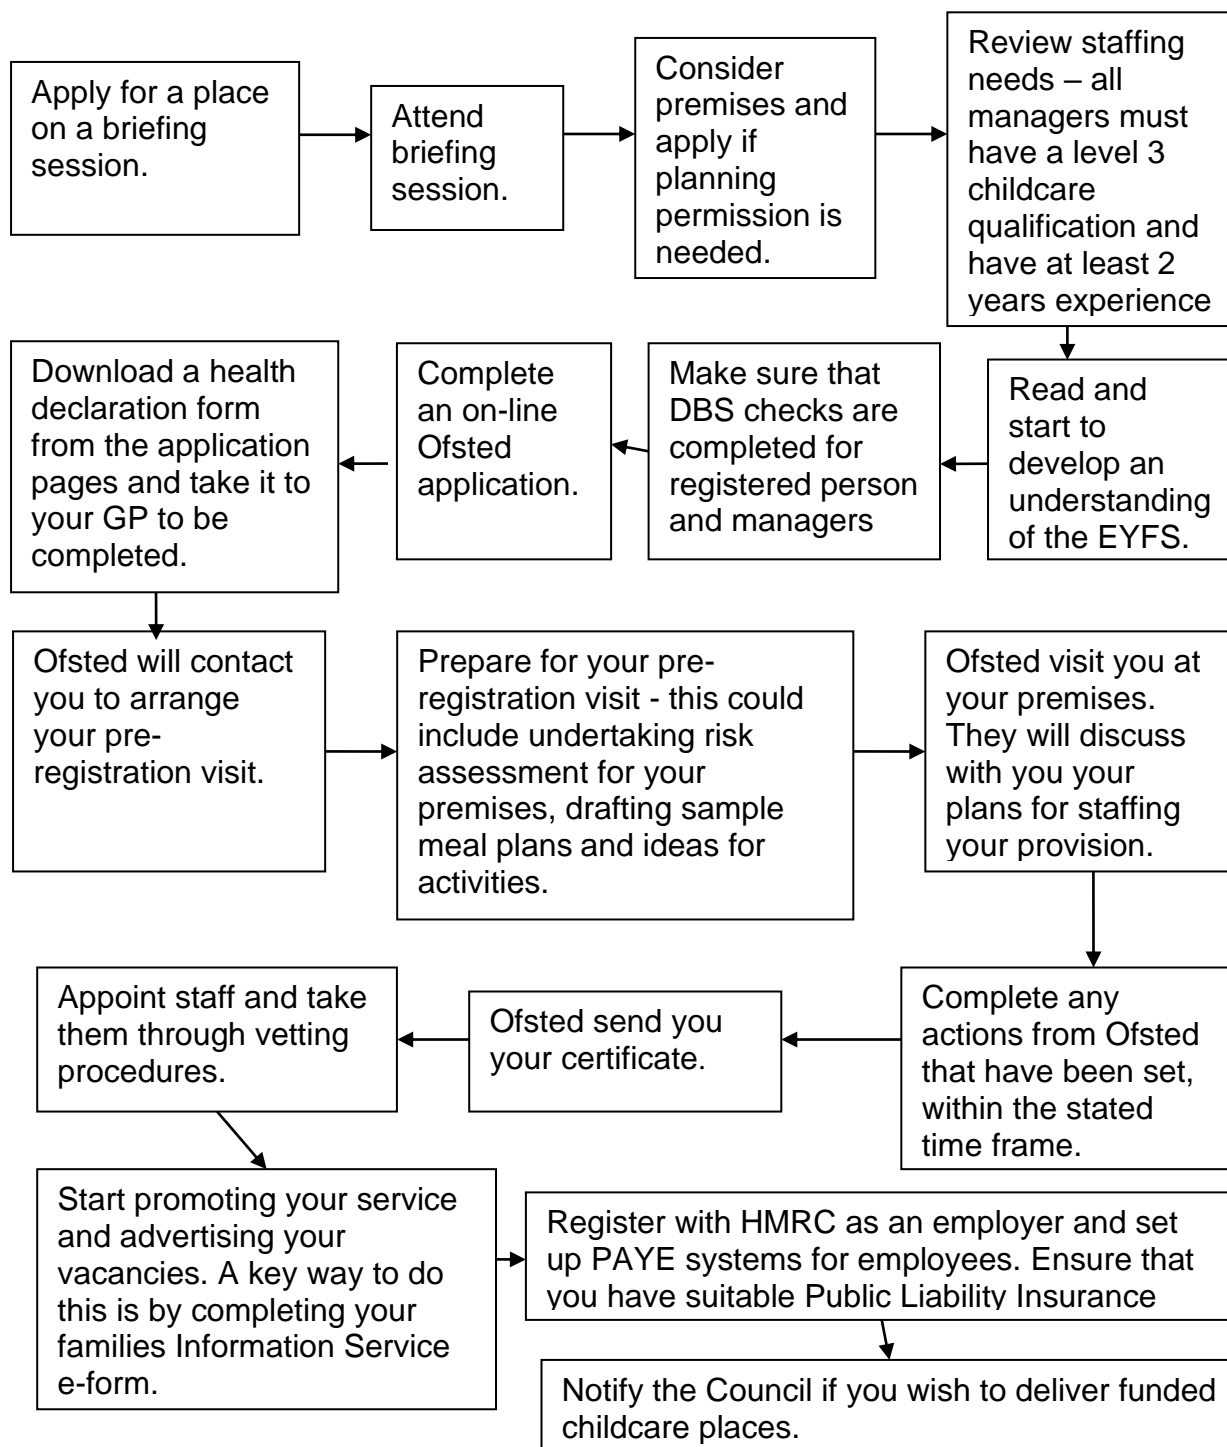 Apply for a place
on a briefing
session.
Attend
briefing
session.
Consider
premises and
apply if
planning
permission is
needed.
Review staffing
needs – all
managers must
have a level 3
childcare
qualification and
have at least 2
years experience
Read and
start to
develop an
understanding
of the EYFS.
Make sure that
DBS checks are
completed for
registered person
and managers
Complete
an on-line
Ofsted
application.
Download a health
declaration form
from the application
pages and take it to
your GP to be
completed.
Ofsted will contact
you to arrange
your pre-
registration visit.
Prepare for your pre-
registration visit - this could
include undertaking risk
assessment for your
premises, drafting sample
meal plans and ideas for
activities.
Ofsted visit you at
your premises.
They will discuss
with you your
plans for staffing
your provision.
Complete any
actions from Ofsted
that have been set,
within the stated
time frame.
Ofsted send you
your certificate.
Appoint staff and take
them through vetting
procedures.
Start promoting your service
and advertising your
vacancies. A key way to do
this is by completing your
families Information Service
e-form.
Register with HMRC as an employer and set
up PAYE systems for employees. Ensure that
you have suitable Public Liability Insurance
Notify the Council if you wish to deliver funded
childcare places.